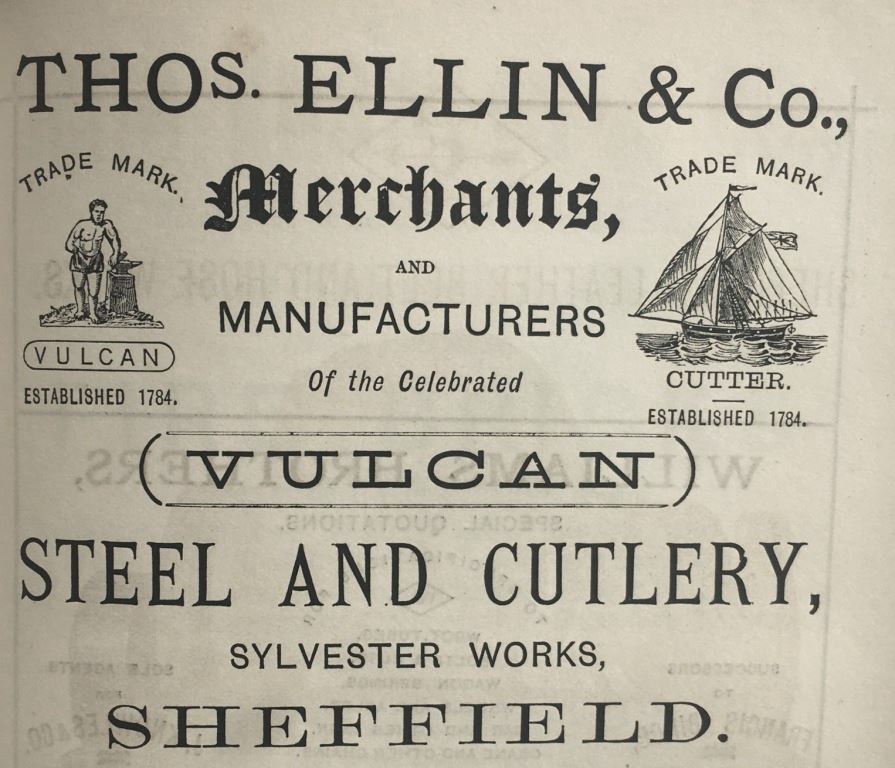 THOS. ELLIN & Co.,
TRADE MARK.
Merchants,
TRADE MARK.
AND
MANUFACTURERS
VULCAN
Of the Celebrated
CUTTER.
ESTABLISHED 1784.
ESTABLISHED 1784.
VULCAN
STEEL AND CUTLERY,
SYLVESTER WORKS,
SHEFFIELD.